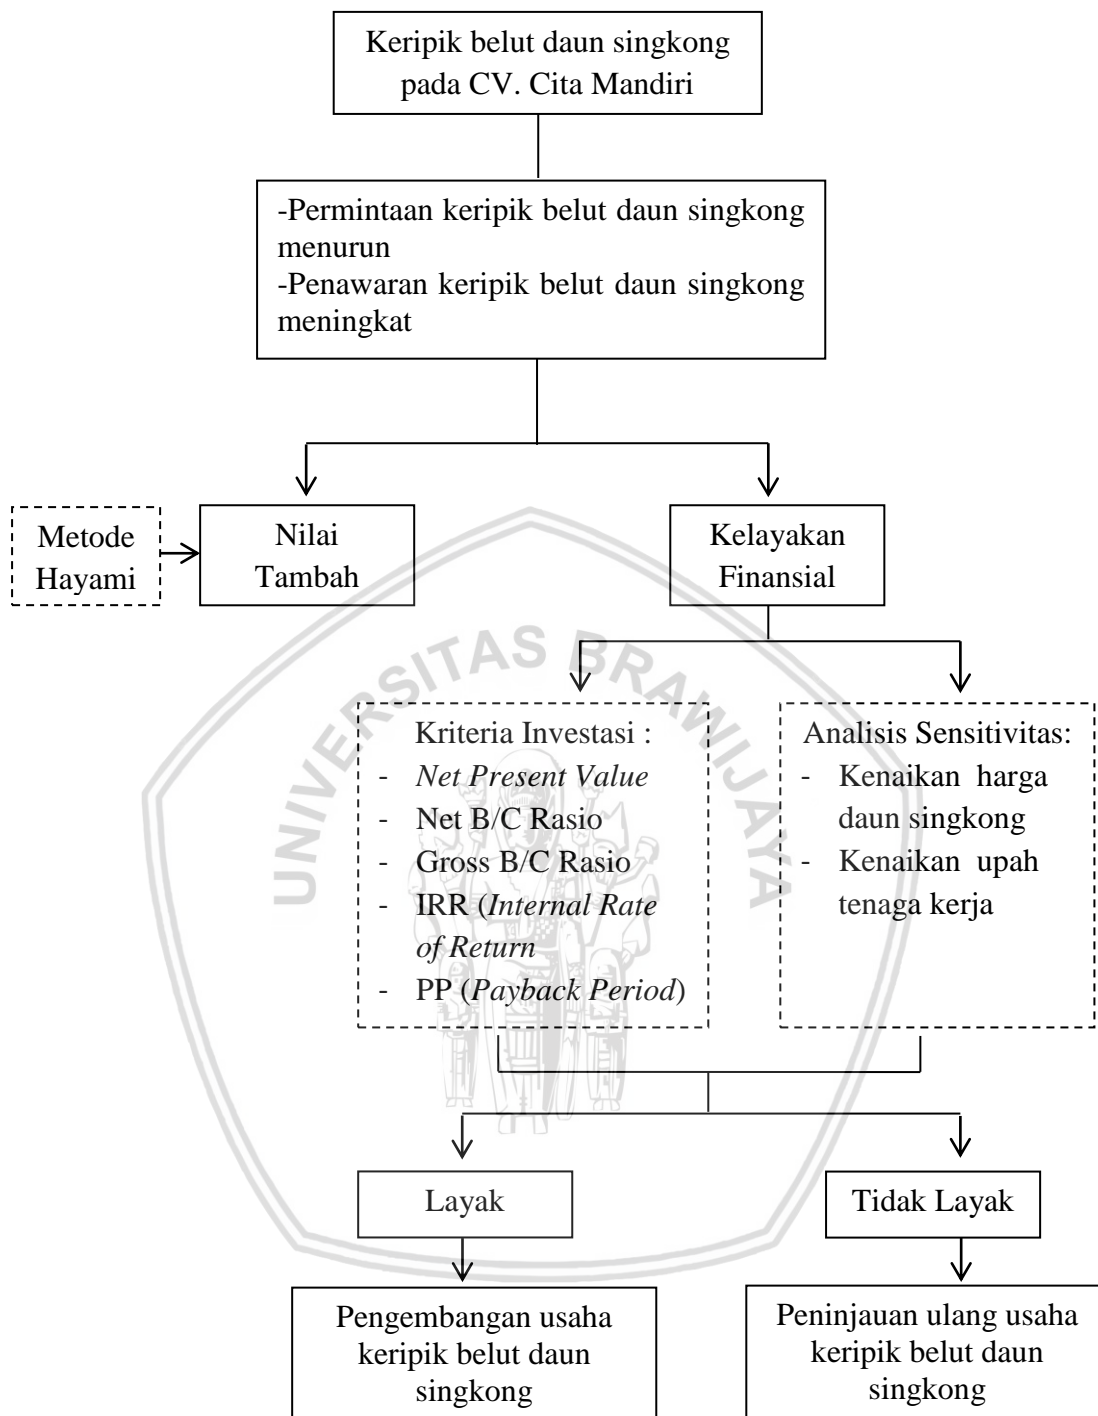 Keripik belut daun singkong
pada CV. Cita Mandiri
-Permintaan keripik belut daun singkong
menurun
-Penawaran keripik belut daun singkong
meningkat
Metode
Hayami
Nilai
Tambah
Kelayakan
Finansial
UNIVERSITAS BRAWIJAYA
Kriteria Investasi :
- Net Present Value
- Net B/C Rasio
- Gross B/C Rasio
- IRR (Internal Rate
of Return
- PP (Payback Period)
Analisis Sensitivitas:
- Kenaikan harga
daun singkong
- Kenaikan upah
tenaga kerja
Layak
Tidak Layak
Pengembangan usaha
keripik belut daun
singkong
Peninjauan ulang usaha
keripik belut daun
singkong